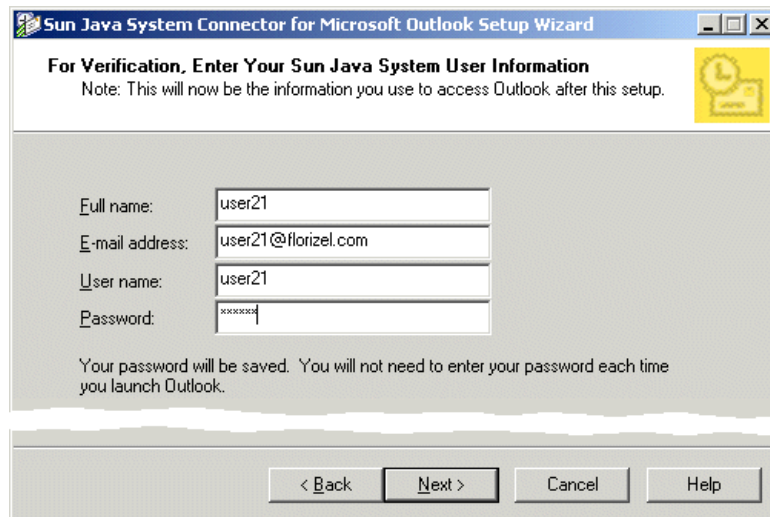 Sun Java System Connector for Microsoft Outlook Setup Wizard
For Verification, Enter Your Sun Java System User Information
Note: This will now be the information you use to access Outlook after this setup.
Full name: user21
E-mail address: user21@florizel.com
User name: user21
Password: xxxxxx
Your password will be saved. You will not need to enter your password each time
you launch Outlook.
< Back Next > Cancel Help